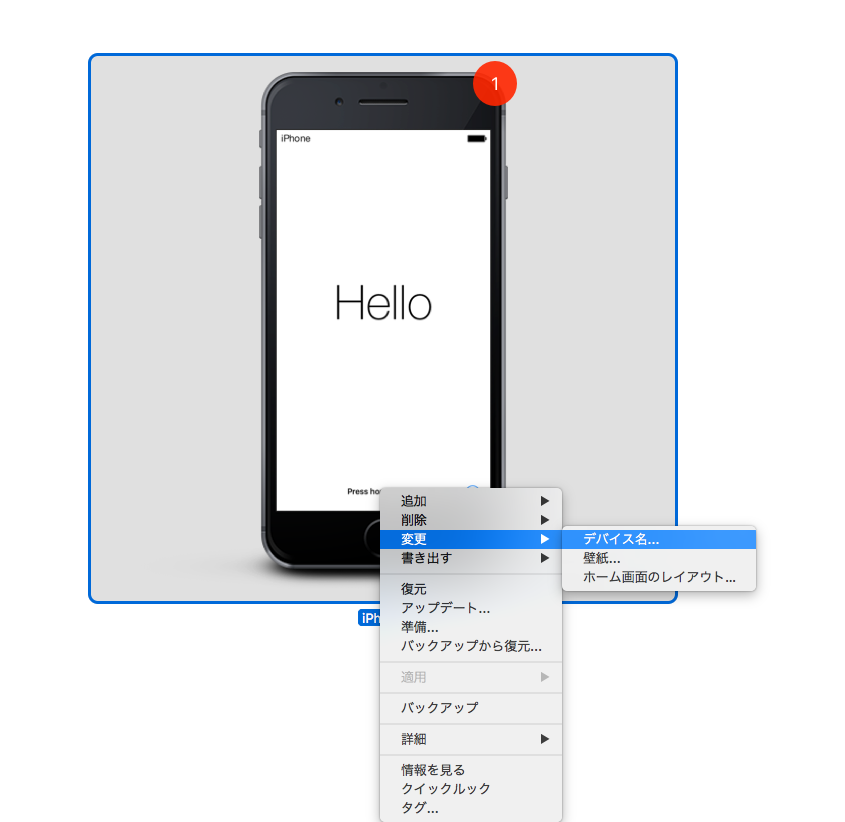 1
iPhone
Hello
Press
追加
削除
変更
書き出す
デバイス名...
壁紙...
ホーム画面のレイアウト...
復元
アップデート...
準備...
バックアップから復元...
適用
バックアップ
詳細
情報を見る
クイックルック
タグ...